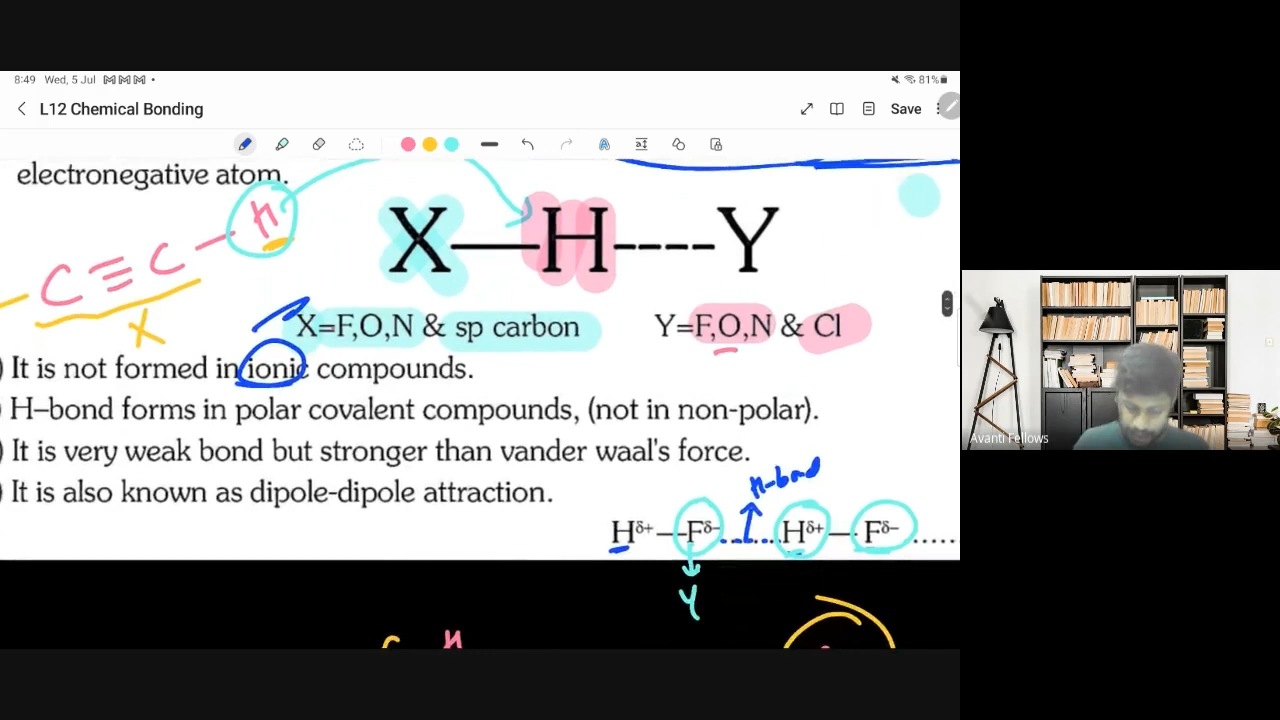 8:49 Wed, 5 Jul
81%
L12 Chemical Bonding
Save
electronegative atom.
C≡C–H
X
X—H----Y
X=F,O,N & sp carbon Y=F,O,N & Cl
) It is not formed in ionic compounds.
) H–bond forms in polar covalent compounds, (not in non-polar).
) It is very weak bond but stronger than vander waal's force.
) It is also known as dipole-dipole attraction.
H-bond
Hδ+—Fδ-.......Hδ+—Fδ-.....
Y
H
Avanti Fellows